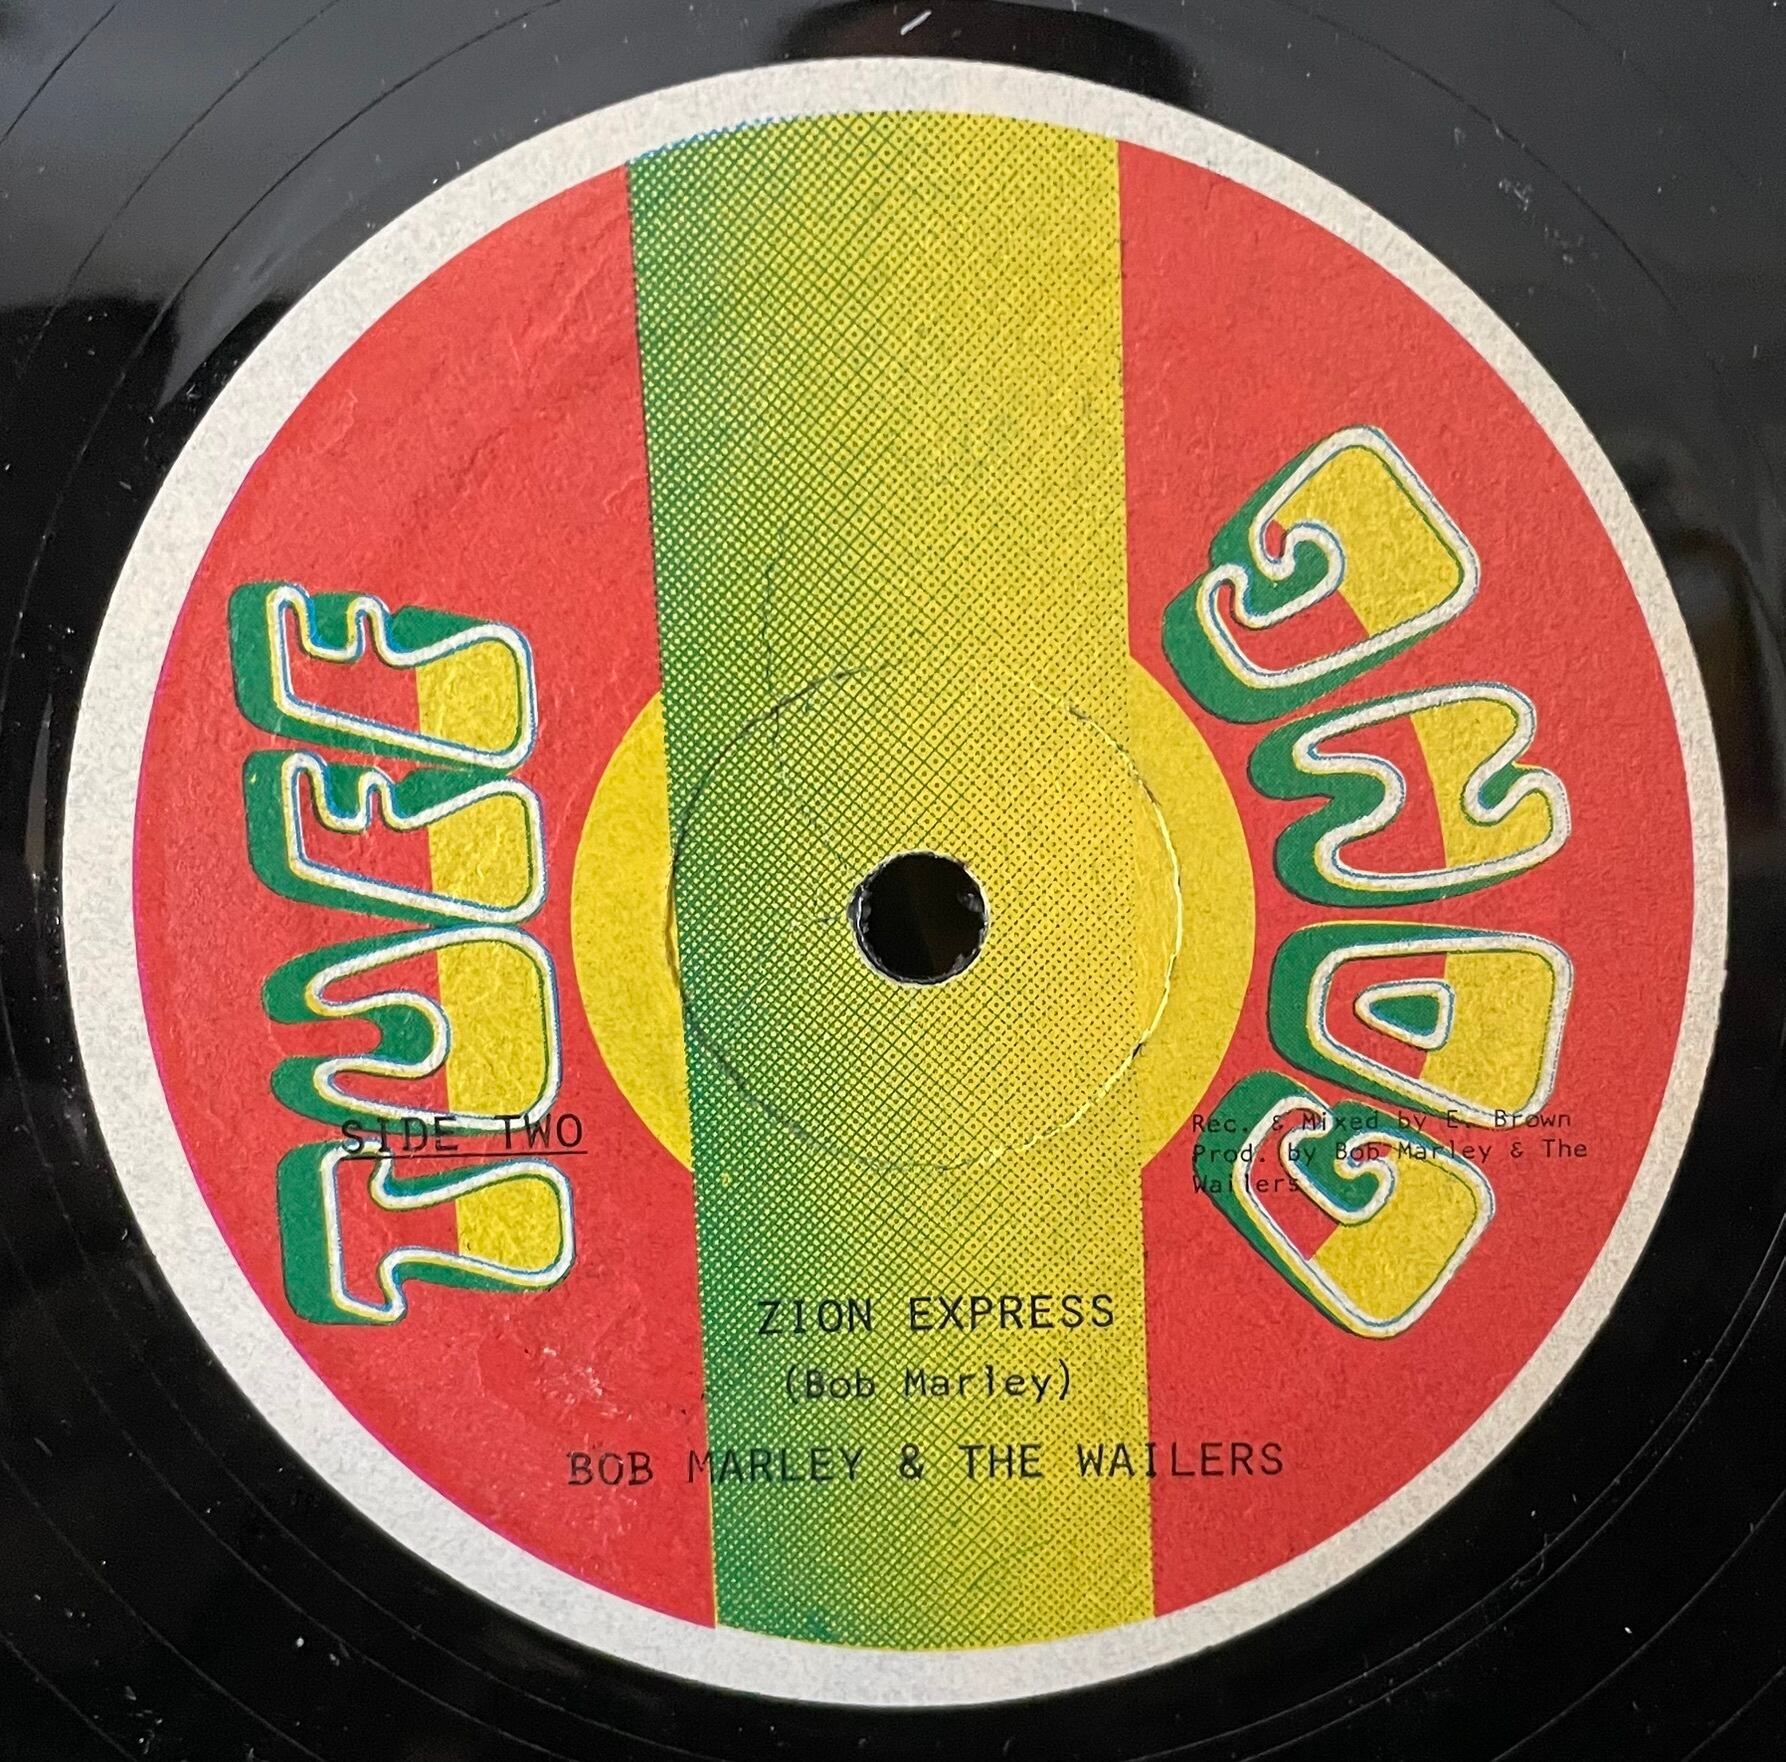 TUFF
GONG
SIDE TWO
Rec. & Mixed by E. Brown
Prod. by Bob Marley & The
Wailers
ZION EXPRESS
(Bob Marley)
BOB MARLEY & THE WAILERS